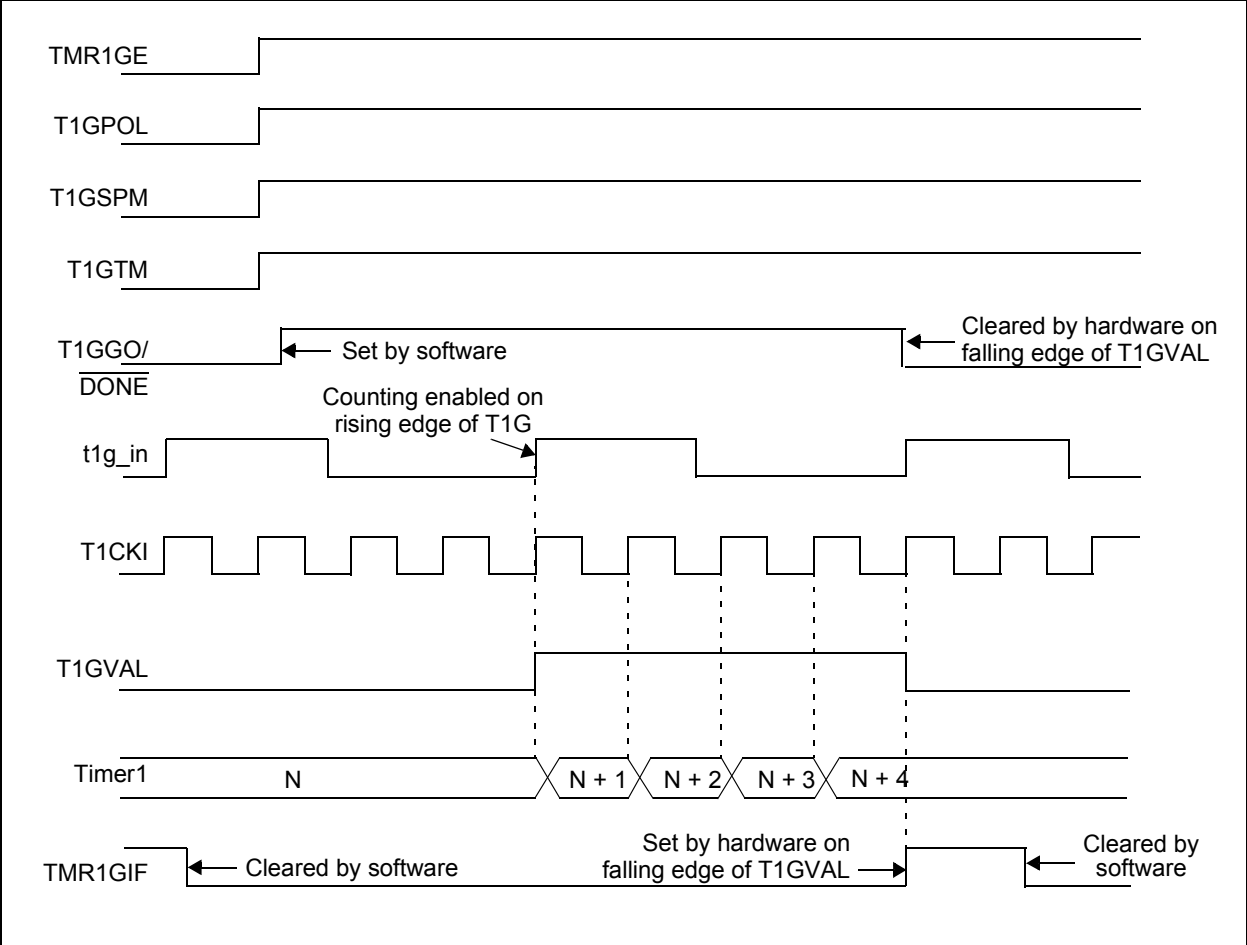 TMR1GE
T1GPOL
T1GSPM
T1GTM
T1GGO/
DONE
Set by software
Cleared by hardware on
falling edge of T1GVAL
Counting enabled on
rising edge of T1G
t1g_in
T1CKI
T1GVAL
Timer1
N
N + 1
N + 2
N + 3
N + 4
TMR1GIF
Cleared by software
Set by hardware on
falling edge of T1GVAL
Cleared by
software